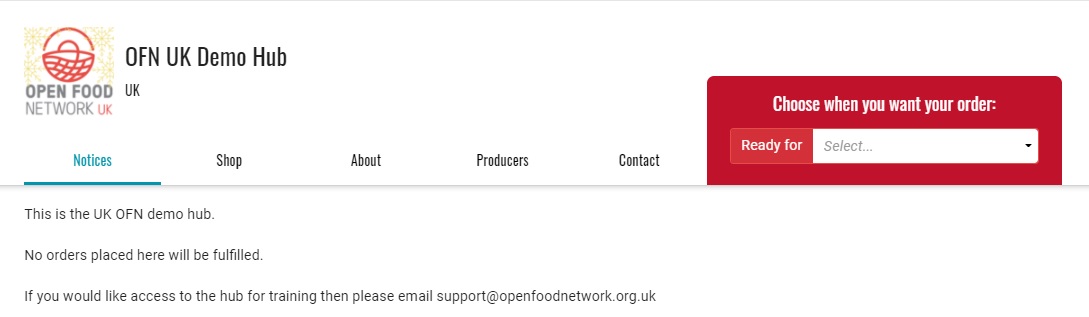 OFN UK Demo Hub
OPEN FOOD
NETWORK UK
UK
Choose when you want your order:
Ready for Select...
Notices Shop About Producers Contact
This is the UK OFN demo hub.
No orders placed here will be fulfilled.
If you would like access to the hub for training then please email support@openfoodnetwork.org.uk